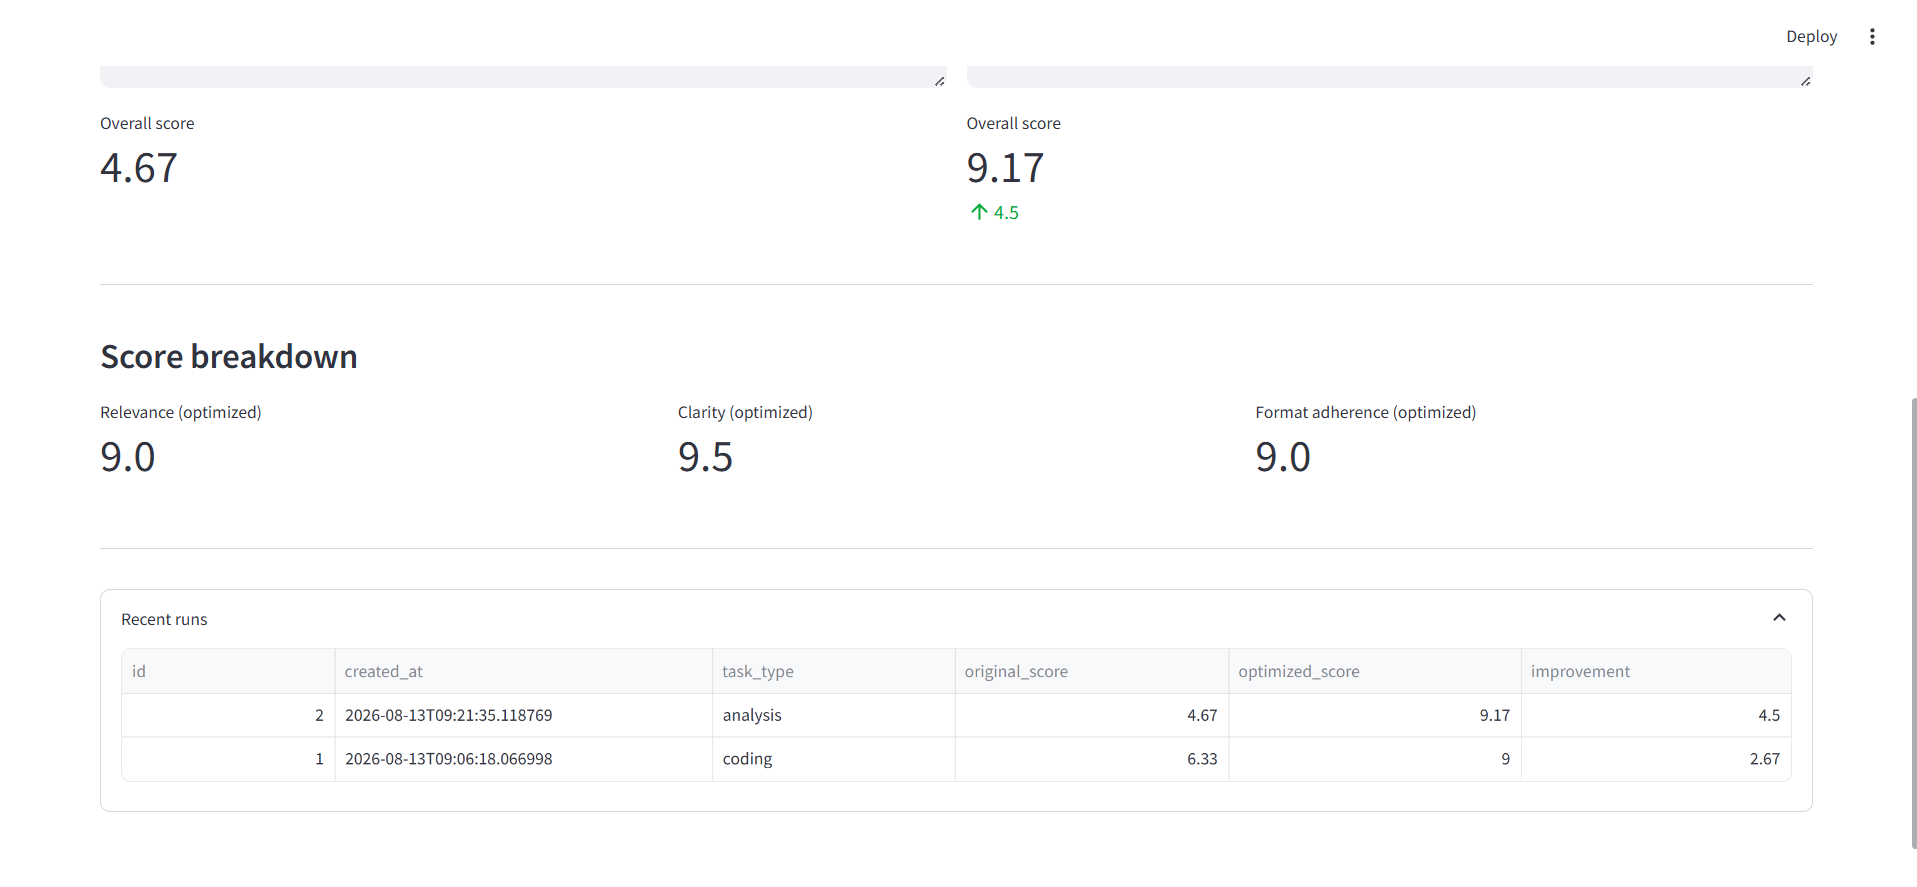 Deploy
Overall score
4.67
Overall score
9.17
4.5
Score breakdown
Relevance (optimized)
9.0
Clarity (optimized)
9.5
Format adherence (optimized)
9.0
Recent runs
id created_at task_type original_score optimized_score improvement
2 2026-08-13T09:21:35.118769 analysis 4.67 9.17 4.5
1 2026-08-13T09:06:18.066998 coding 6.33 9 2.67